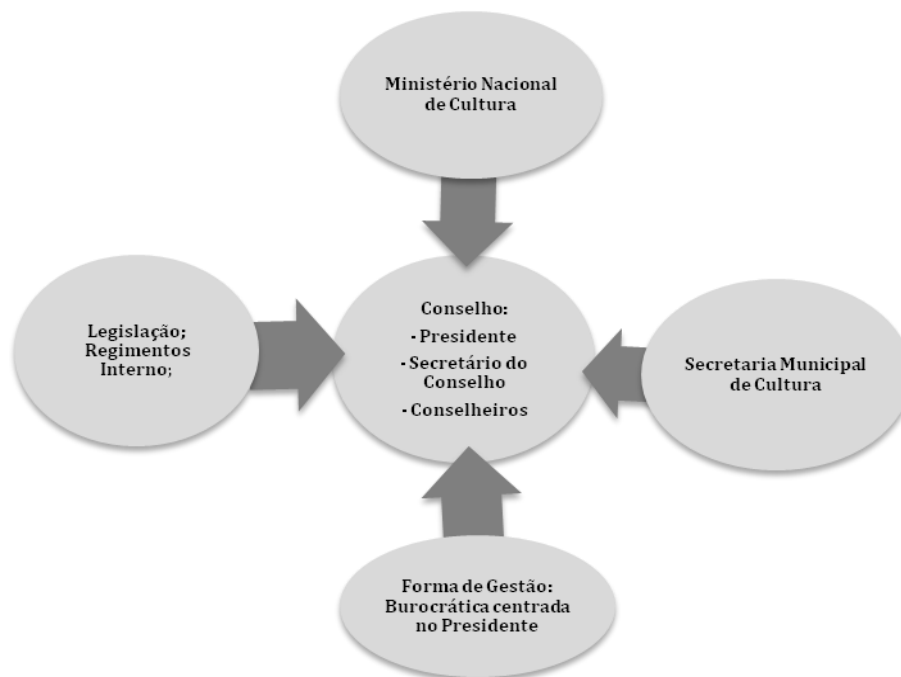 Ministério Nacional
de Cultura
Legislação;
Regimentos
Interno;
Conselho:
- Presidente
- Secretário do
Conselho
- Conselheiros
Secretaria Municipal
de Cultura
Forma de Gestão:
Burocrática centrada
no Presidente